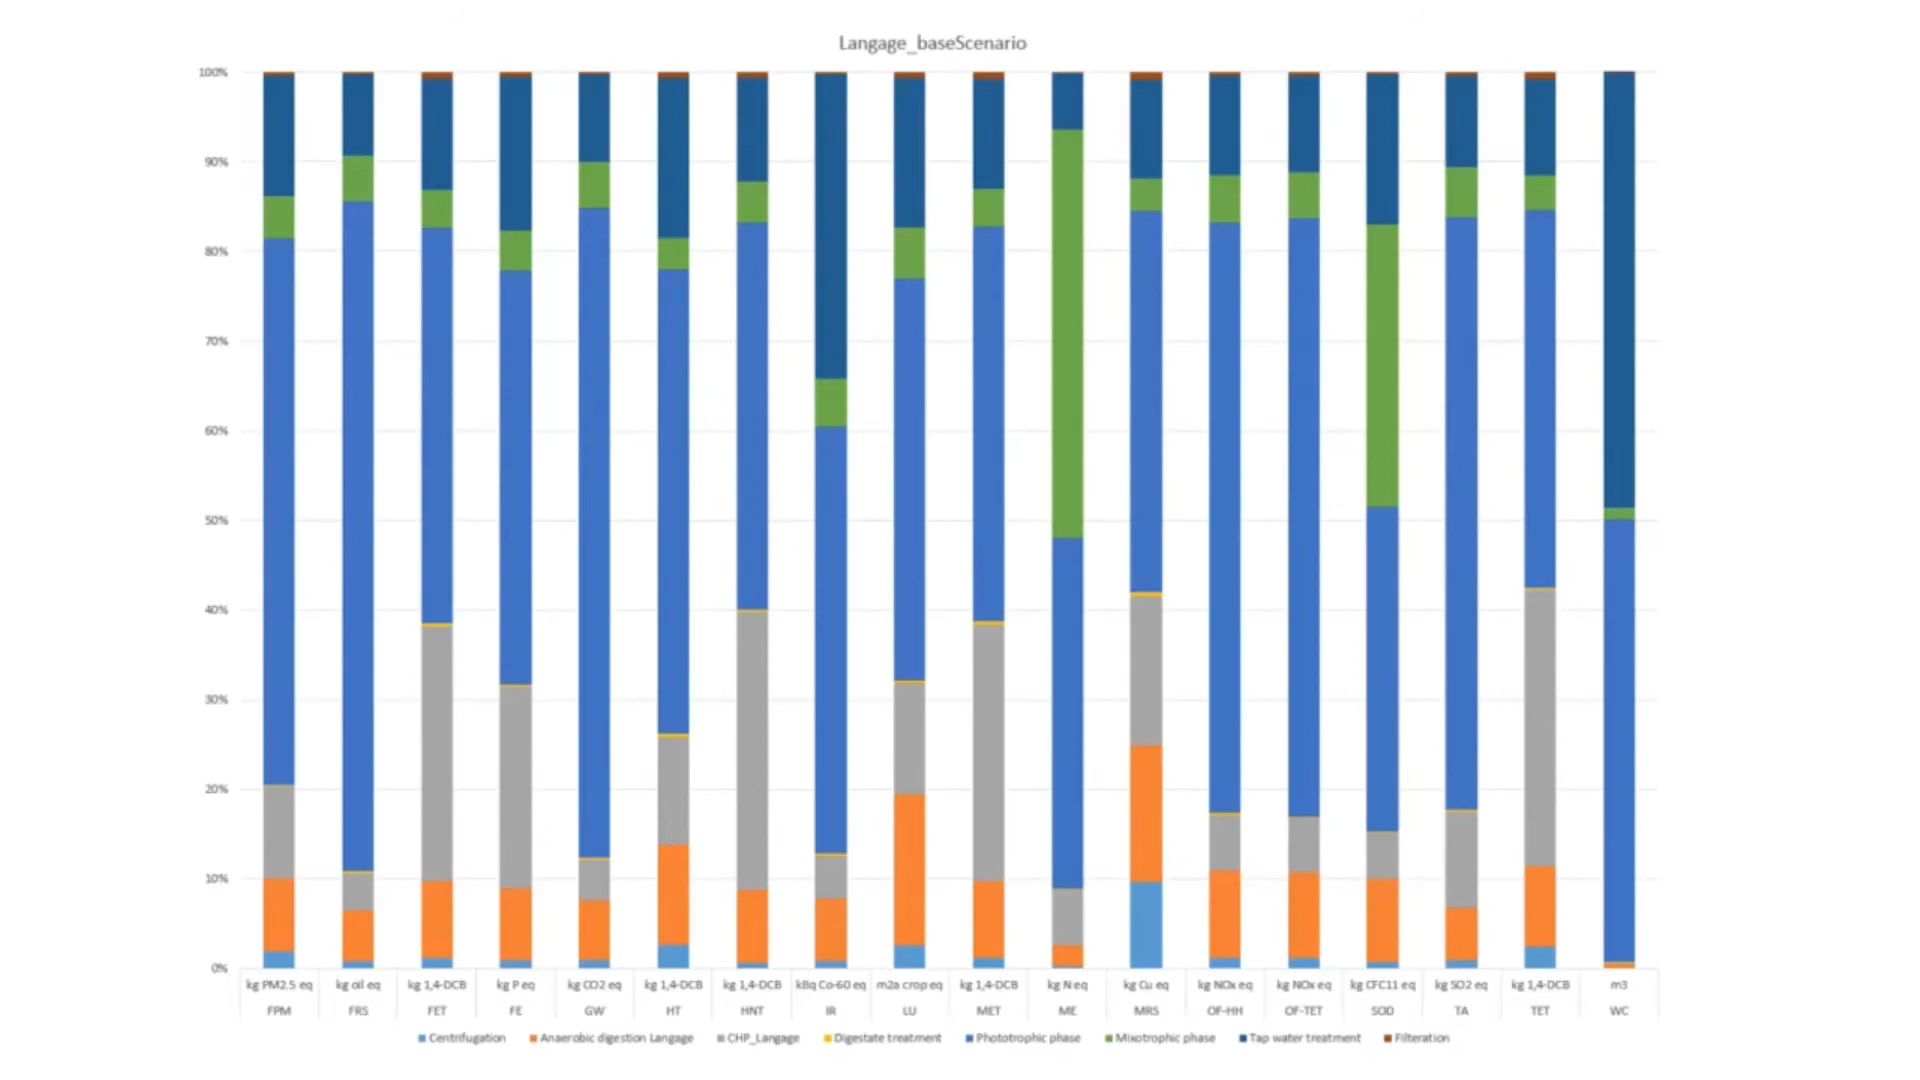 Langage_baseScenario
100%
90%
80%
70%
60%
50%
40%
30%
20%
10%
0%
kg PM2.5 eq kg oil eq kg 1,4-DCB kg P eq kg CO2 eq kg 1,4-DCB kg 1,4-DCB kBq Co-60 eq m2a crop eq kg 1,4-DCB kg N eq kg Cu eq kg NOx eq kg NOx eq kg CFC11 eq kg SO2 eq kg 1,4-DCB m3
FPM FRS FET FE GW HT HNT IR LU MET ME MRS OF-HH OF-TET SOD TA TET WC
Centrifugation Anaerobic digestion Langage CHP_Langage Digestate treatment Phototrophic phase Mixotrophic phase Tap water treatment Filteration